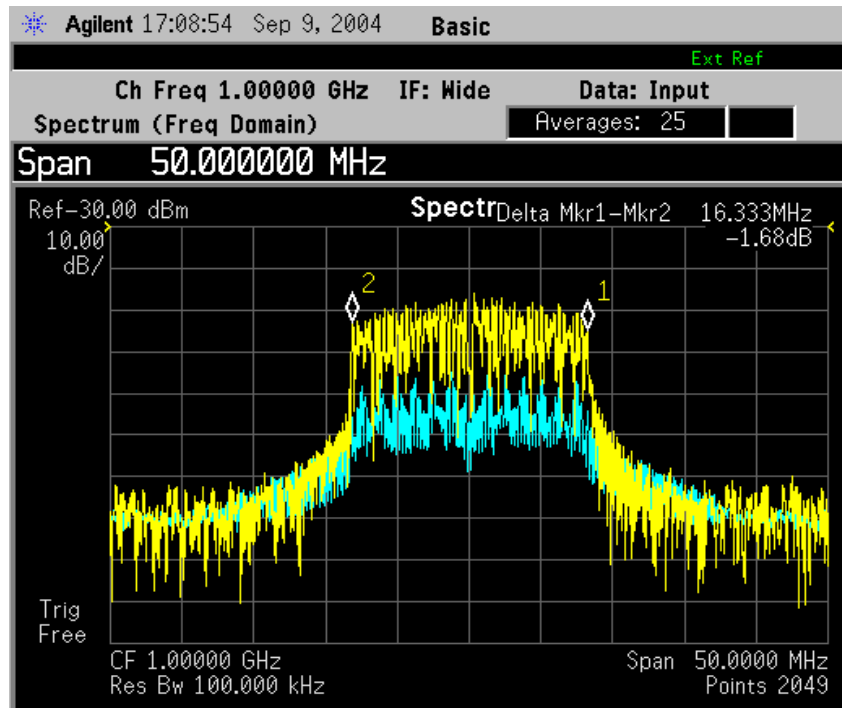 Agilent 17:08:54 Sep 9, 2004 Basic
Ext Ref
Ch Freq 1.00000 GHz IF: Wide Data: Input
Spectrum (Freq Domain) Averages: 25
Span 50.000000 MHz
Ref-30.00 dBm Spectr Delta Mkr1-Mkr2 16.333MHz
10.00 -1.68dB
dB/
2
1
Trig
Free
CF 1.00000 GHz Span 50.0000 MHz
Res Bw 100.000 kHz Points 2049